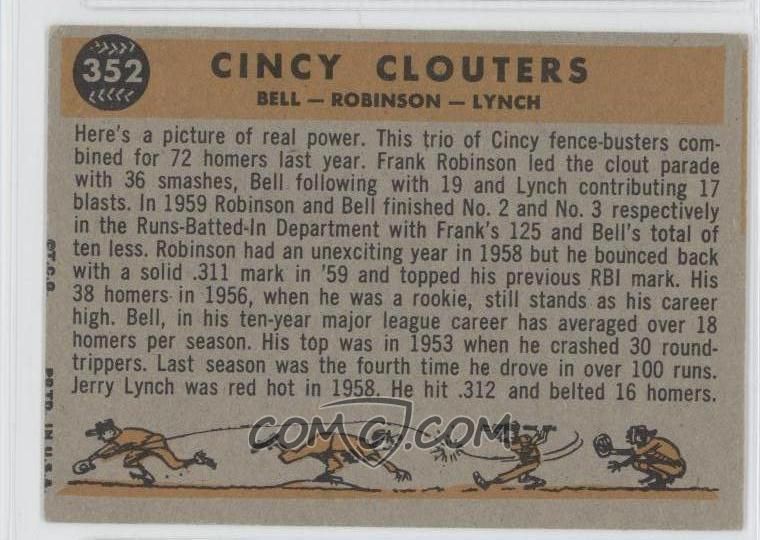 352
CINCY CLOUTERS
BELL — ROBINSON — LYNCH
Here's a picture of real power. This trio of Cincy fence-busters com-
bined for 72 homers last year. Frank Robinson led the clout parade
with 36 smashes, Bell following with 19 and Lynch contributing 17
blasts. In 1959 Robinson and Bell finished No. 2 and No. 3 respectively
in the Runs-Batted-In Department with Frank's 125 and Bell's total of
ten less. Robinson had an unexciting year in 1958 but he bounced back
with a solid .311 mark in '59 and topped his previous RBI mark. His
38 homers in 1956, when he was a rookie, still stands as his career
high. Bell, in his ten-year major league career has averaged over 18
homers per season. His top was in 1953 when he crashed 30 round-
trippers. Last season was the fourth time he drove in over 100 runs.
Jerry Lynch was red hot in 1958. He hit .312 and belted 16 homers.
COMC.COM
PRTD. IN U.S.A.